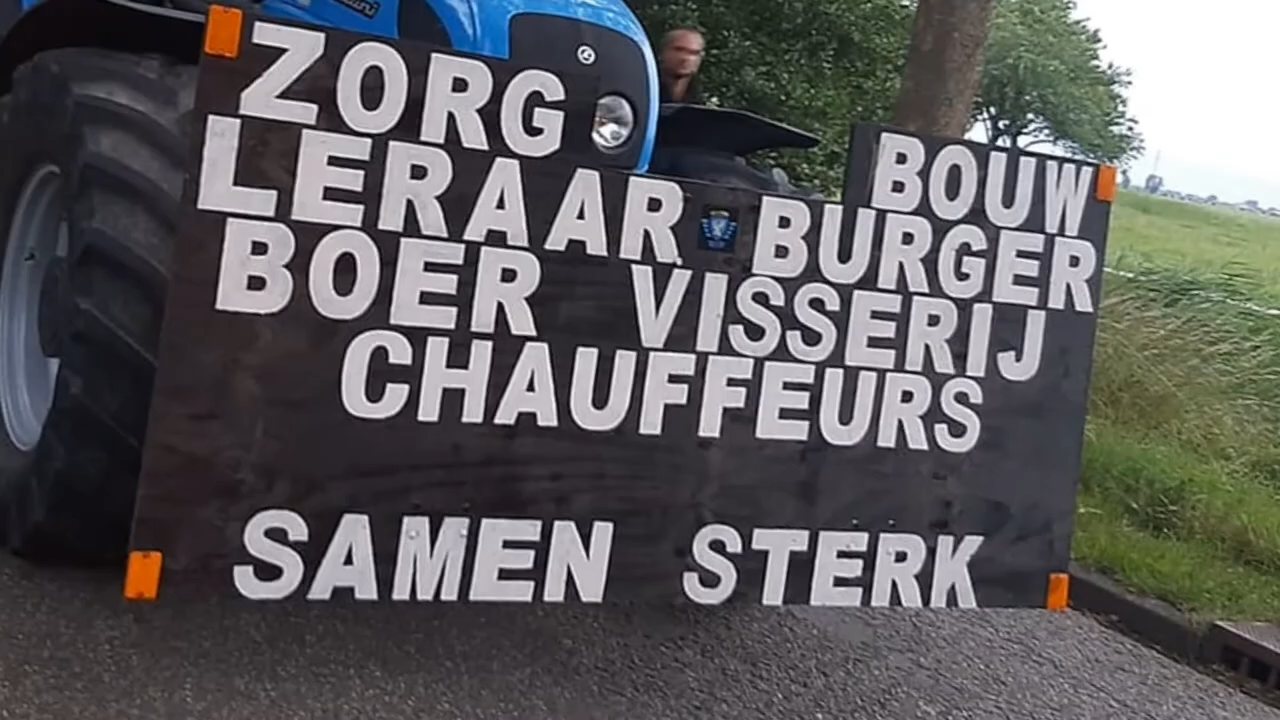 ZORG BOUW
LERAAR BURGER
BOER VISSERIJ
CHAUFFEURS
SAMEN STERK